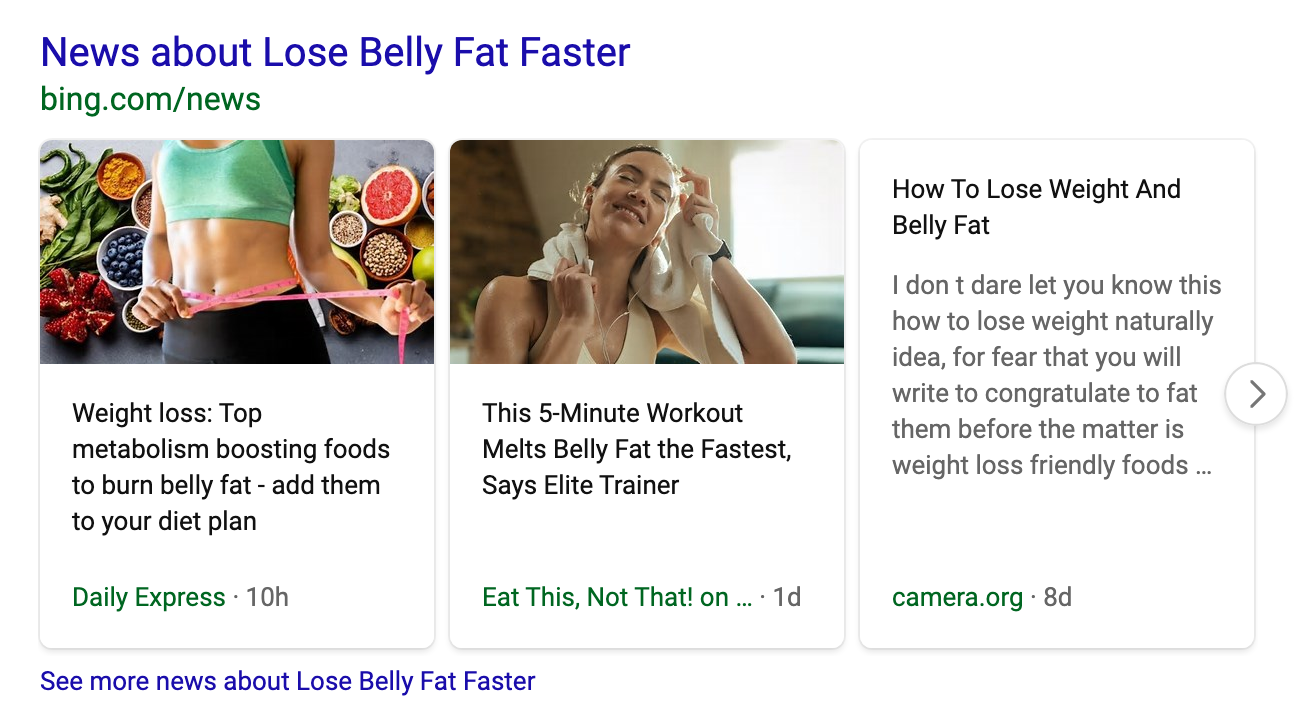 News about Lose Belly Fat Faster
bing.com/news
Weight loss: Top
metabolism boosting foods
to burn belly fat - add them
to your diet plan
Daily Express · 10h
This 5-Minute Workout
Melts Belly Fat the Fastest,
Says Elite Trainer
Eat This, Not That! on ... · 1d
How To Lose Weight And
Belly Fat
I don t dare let you know this
how to lose weight naturally
idea, for fear that you will
write to congratulate to fat
them before the matter is
weight loss friendly foods ...
camera.org · 8d
See more news about Lose Belly Fat Faster